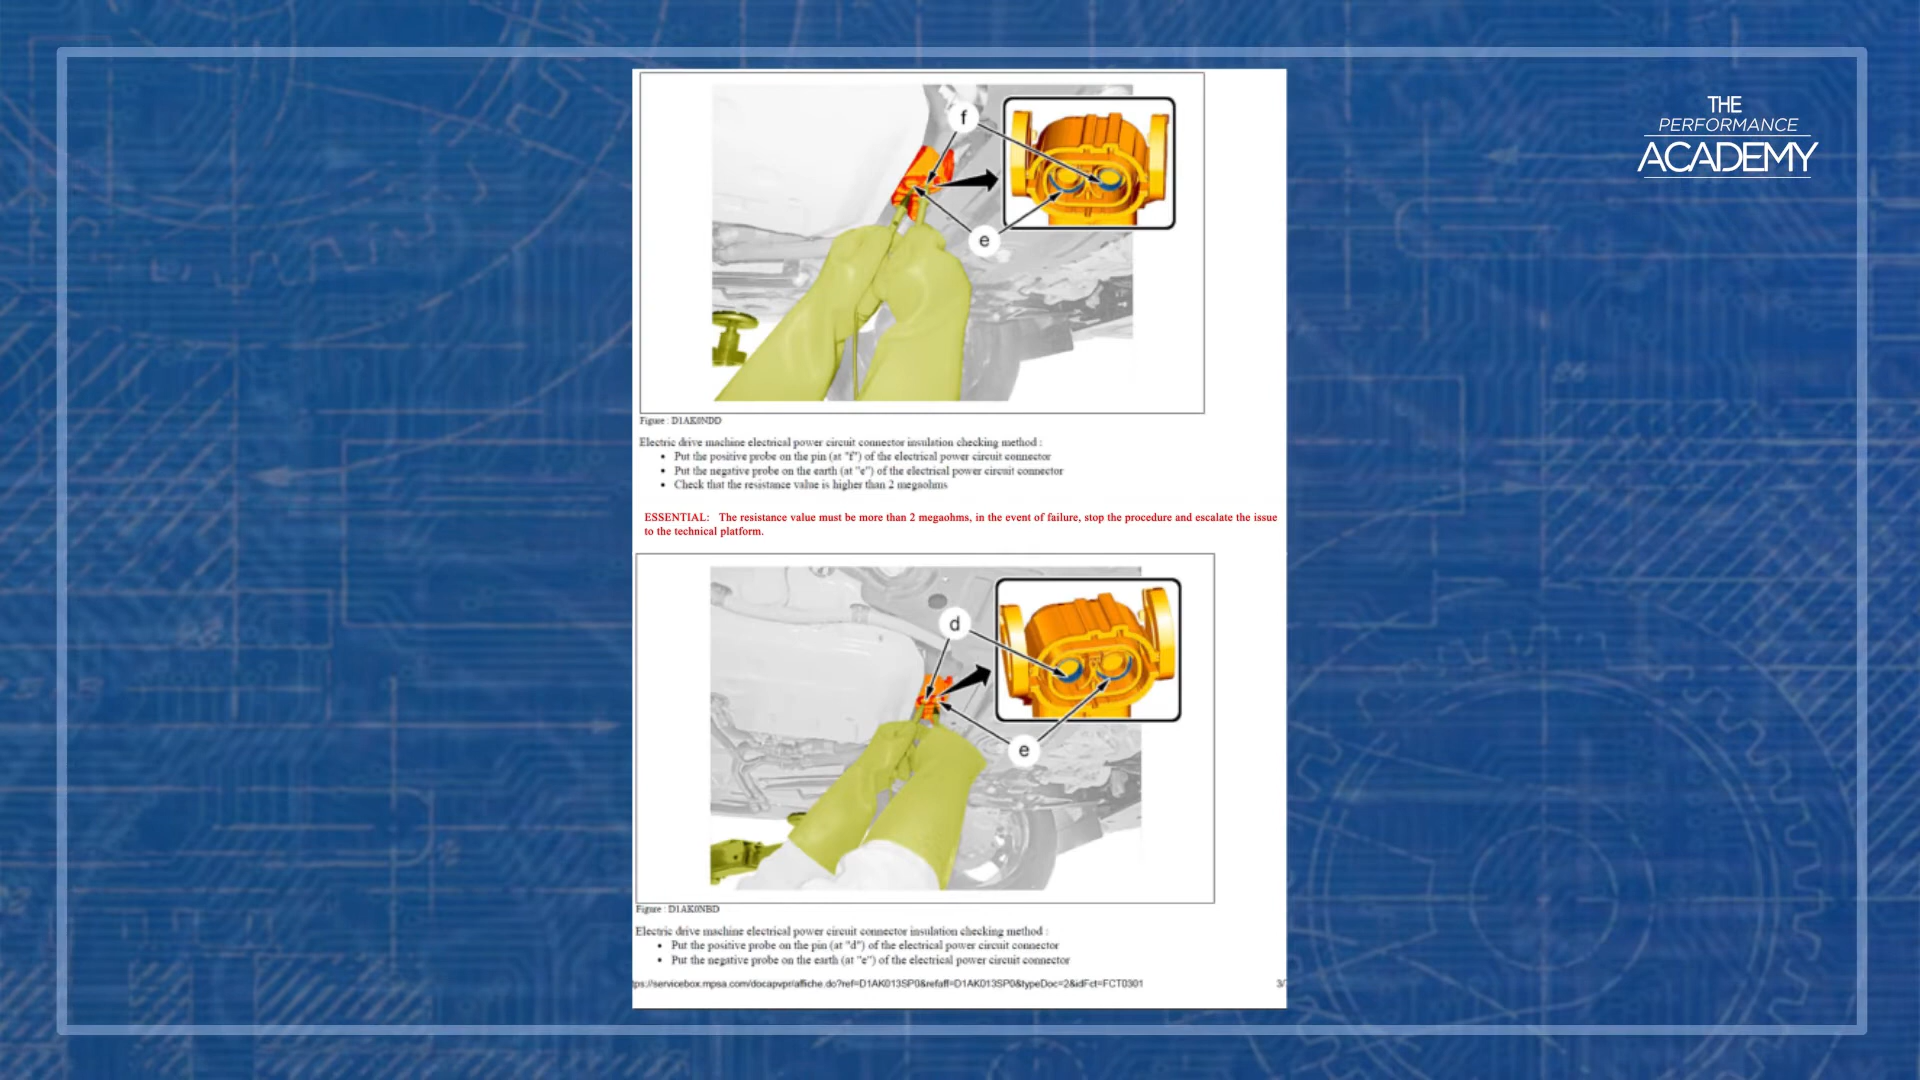 THE
PERFORMANCE
ACADEMY
f
e
Figure : D1AK0NDD
Electric drive machine electrical power circuit connector insulation checking method :
• Put the positive probe on the pin (at "f") of the electrical power circuit connector
• Put the negative probe on the earth (at "e") of the electrical power circuit connector
• Check that the resistance value is higher than 2 megaohms
ESSENTIAL: The resistance value must be more than 2 megaohms, in the event of failure, stop the procedure and escalate the issue
to the technical platform.
d
e
Figure : D1AK0NBD
Electric drive machine electrical power circuit connector insulation checking method :
• Put the positive probe on the pin (at "d") of the electrical power circuit connector
• Put the negative probe on the earth (at "e") of the electrical power circuit connector
ps://servicebox.mpsa.com/docapvpr/affiche.do?ref=D1AK013SP0&refaff=D1AK013SP0&typeDoc=2&idFct=FCT0301 3/